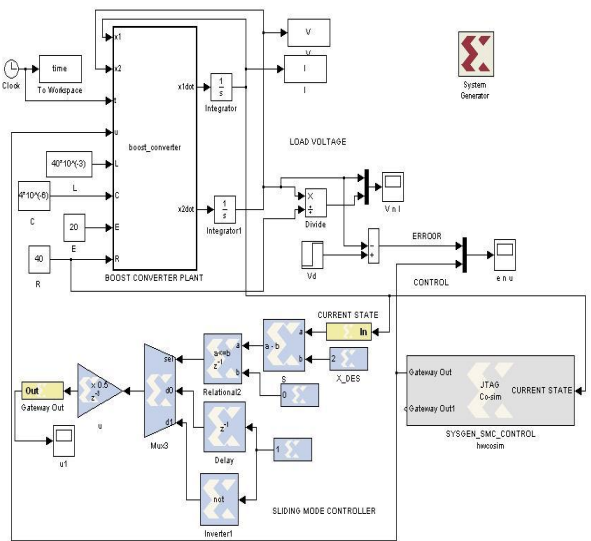 x1
x2
t
u
L
C
E
R
boost_converter
x1dot
x2dot
BOOST CONVERTER PLANT
Clock
time
To Workspace
40*10^(-3)
L
4*10^(-6)
C
20
E
40
R
1
s
Integrator
1
s
Integrator1
V
V
I
I
System
Generator
LOAD VOLTAGE
×
÷
Divide
V n I
Vd
−
+
ERROOR
CONTROL
e n u
CURRENT STATE
In
a
b
a - b
S
2
X_DES
a
b
a<=b
z-1
Relational2
0
sel
d0
d1
Mux3
x 0.5
z-1
u
Out
Gateway Out
u1
z-1
Delay
1
not
Inverter1
SLIDING MODE CONTROLLER
Gateway Out
Gateway Out1
JTAG
Co-sim
CURRENT STATE
SYSGEN_SMC_CONTROL
hwcosim